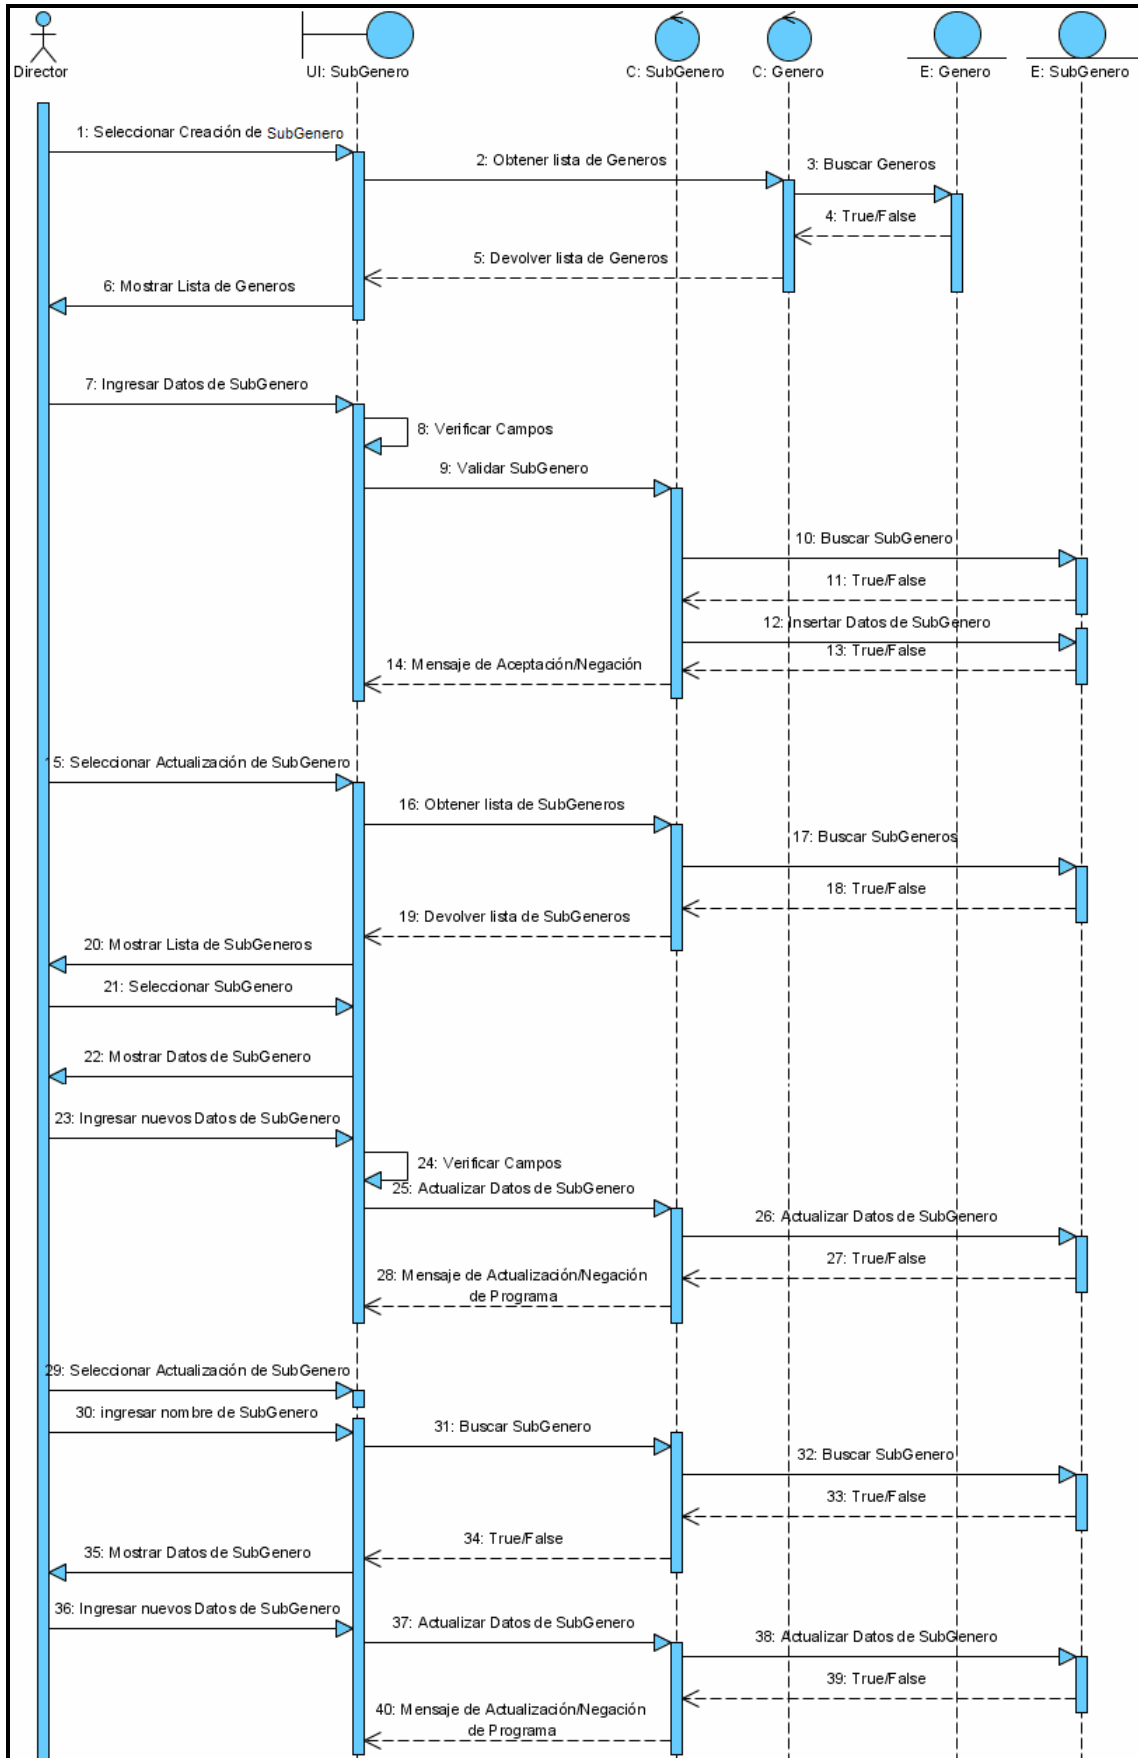 Director
UI: SubGenero
C: SubGenero
C: Genero
E: Genero
E: SubGenero
1: Seleccionar Creación de SubGenero
2: Obtener lista de Generos
3: Buscar Generos
4: True/False
5: Devolver lista de Generos
6: Mostrar Lista de Generos
7: Ingresar Datos de SubGenero
8: Verificar Campos
9: Validar SubGenero
10: Buscar SubGenero
11: True/False
12: Insertar Datos de SubGenero
13: True/False
14: Mensaje de Aceptación/Negación
15: Seleccionar Actualización de SubGenero
16: Obtener lista de SubGeneros
17: Buscar SubGeneros
18: True/False
19: Devolver lista de SubGeneros
20: Mostrar Lista de SubGeneros
21: Seleccionar SubGenero
22: Mostrar Datos de SubGenero
23: Ingresar nuevos Datos de SubGenero
24: Verificar Campos
25: Actualizar Datos de SubGenero
26: Actualizar Datos de SubGenero
27: True/False
28: Mensaje de Actualización/Negación
de Programa
29: Seleccionar Actualización de SubGenero
30: ingresar nombre de SubGenero
31: Buscar SubGenero
32: Buscar SubGenero
33: True/False
34: True/False
35: Mostrar Datos de SubGenero
36: Ingresar nuevos Datos de SubGenero
37: Actualizar Datos de SubGenero
38: Actualizar Datos de SubGenero
39: True/False
40: Mensaje de Actualización/Negación
de Programa